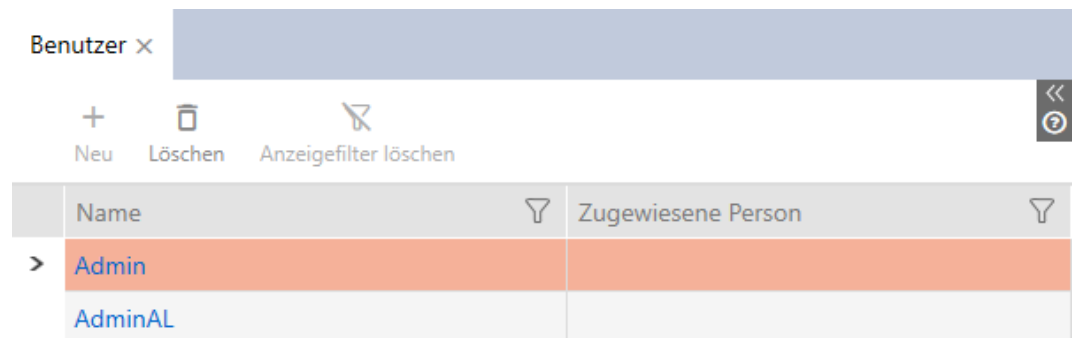 Benutzer
Neu Löschen Anzeigefilter löschen
Name Zugewiesene Person
Admin
AdminAL